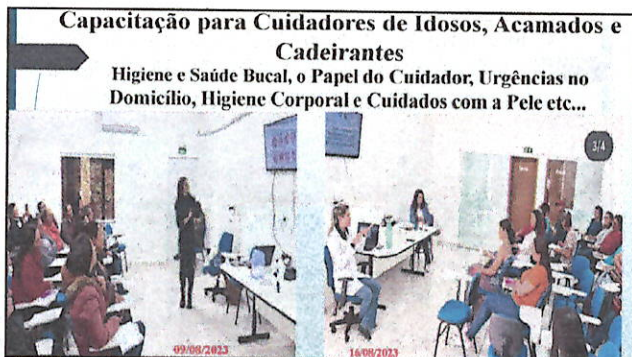 Capacitação para Cuidadores de Idosos, Acamados e
Cadeirantes
Higiene e Saúde Bucal, o Papel do Cuidador, Urgências no
Domicílio, Higiene Corporal e Cuidados com a Pele etc...
3/4
09/08/2023
16/08/2023